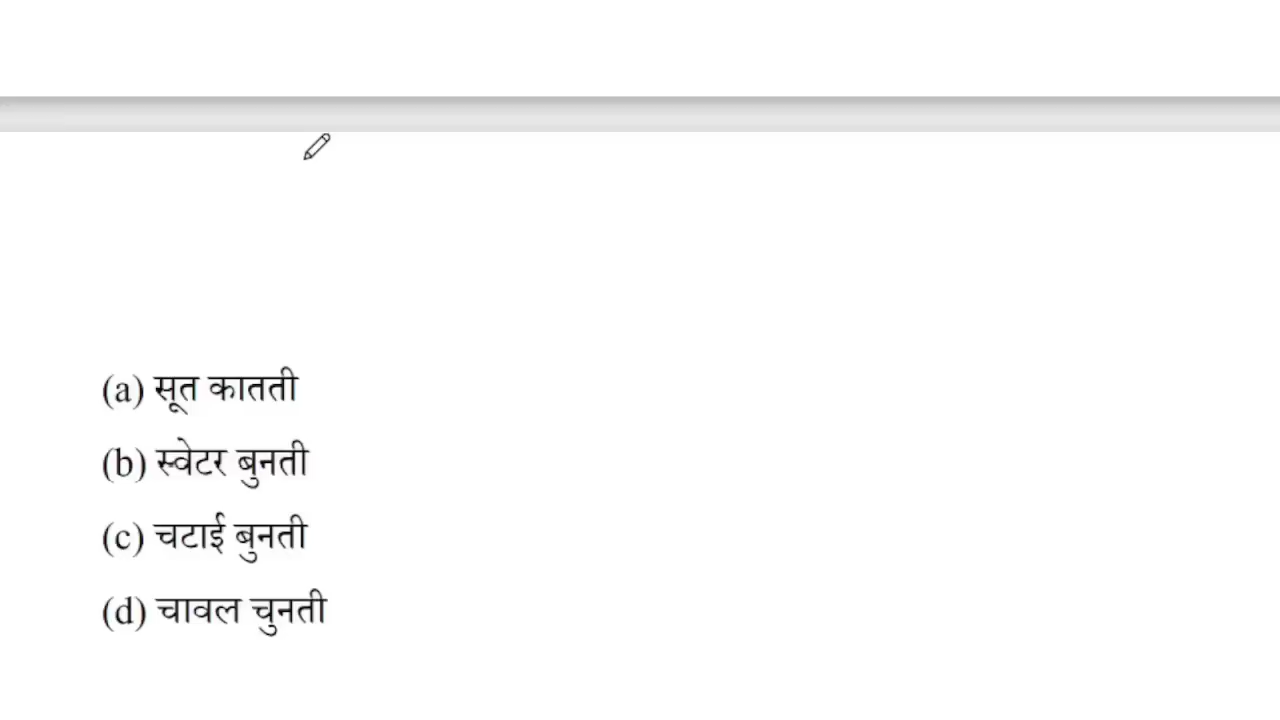 (a) सूत कातती
(b) स्वेटर बुनती
(c) चटाई बुनती
(d) चावल चुनती